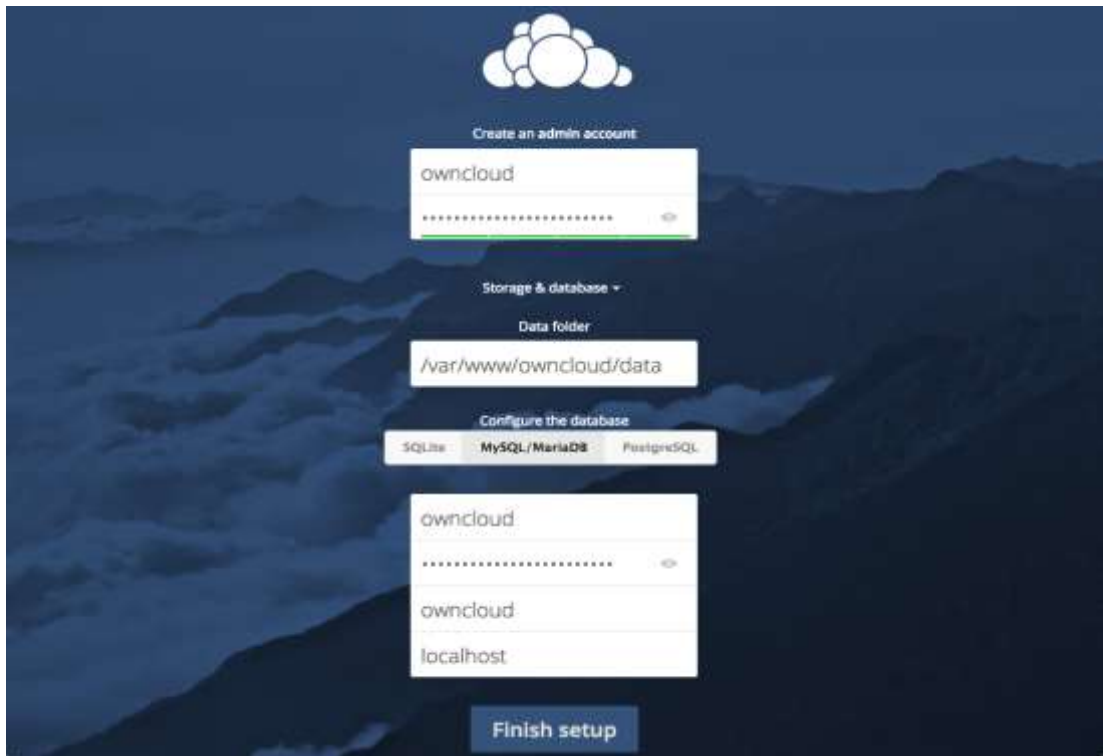 Create an admin account
owncloud
••••••••••••••••••••••••
Storage & database
Data folder
/var/www/owncloud/data
Configure the database
SQLite MySQL/MariaDB PostgreSQL
owncloud
••••••••••••••••••••••••
owncloud
localhost
Finish setup